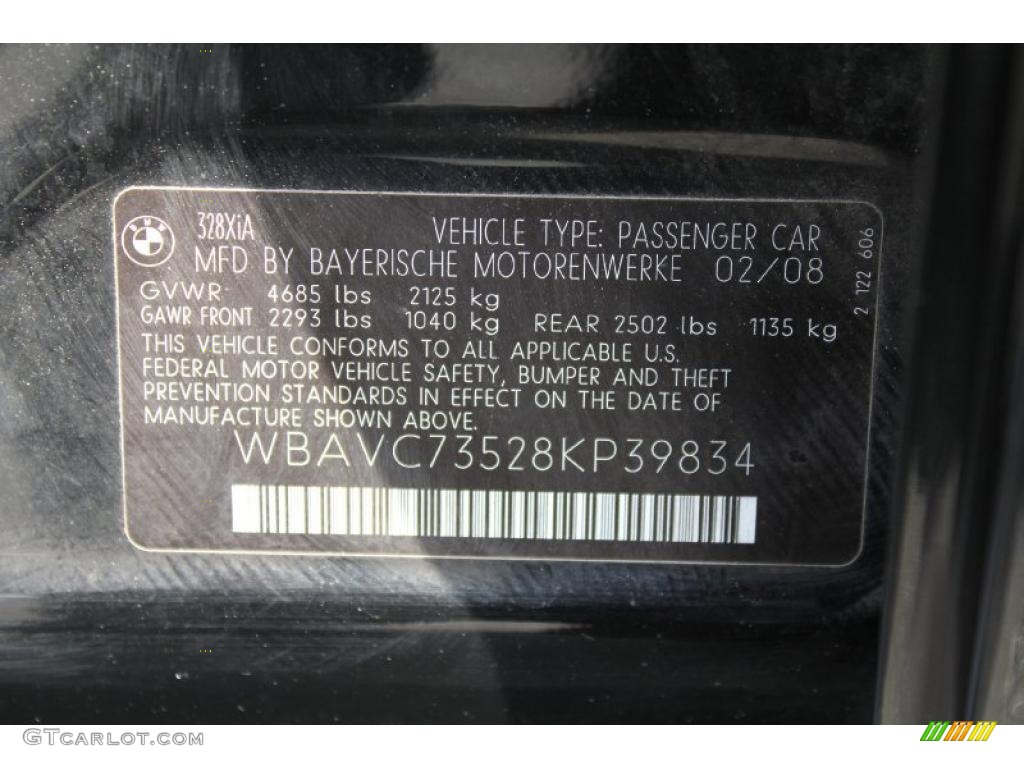 328XiA VEHICLE TYPE: PASSENGER CAR
MFD BY BAYERISCHE MOTORENWERKE 02/08
GVWR: 4685 lbs 2125 kg
GAWR FRONT 2293 lbs 1040 kg REAR 2502 lbs 1135 kg
THIS VEHICLE CONFORMS TO ALL APPLICABLE U.S.
FEDERAL MOTOR VEHICLE SAFETY, BUMPER AND THEFT
PREVENTION STANDARDS IN EFFECT ON THE DATE OF
MANUFACTURE SHOWN ABOVE.
WBAVC73528KP39834
2 122 606
BMW
GTCARLOT.COM